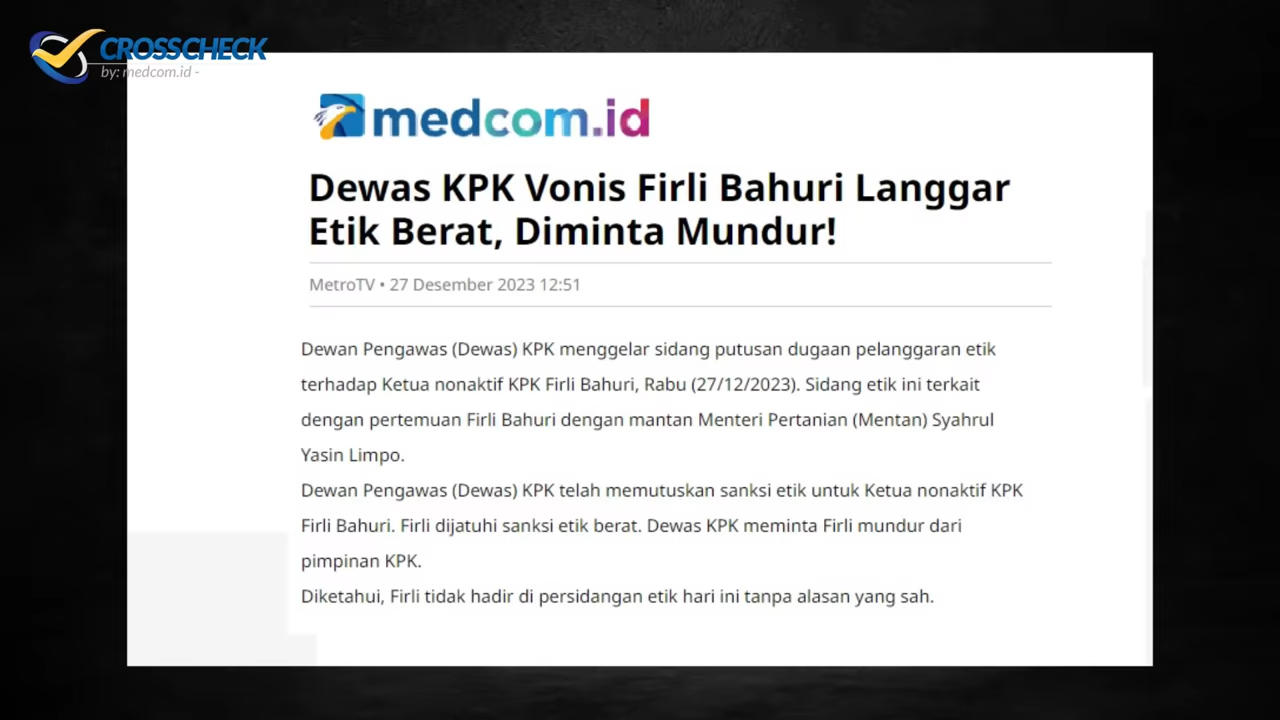 CROSSCHECK
by: medcom.id -
medcom.id
Dewas KPK Vonis Firli Bahuri Langgar
Etik Berat, Diminta Mundur!
MetroTV • 27 Desember 2023 12:51
Dewan Pengawas (Dewas) KPK menggelar sidang putusan dugaan pelanggaran etik
terhadap Ketua nonaktif KPK Firli Bahuri, Rabu (27/12/2023). Sidang etik ini terkait
dengan pertemuan Firli Bahuri dengan mantan Menteri Pertanian (Mentan) Syahrul
Yasin Limpo.
Dewan Pengawas (Dewas) KPK telah memutuskan sanksi etik untuk Ketua nonaktif KPK
Firli Bahuri. Firli dijatuhi sanksi etik berat. Dewas KPK meminta Firli mundur dari
pimpinan KPK.
Diketahui, Firli tidak hadir di persidangan etik hari ini tanpa alasan yang sah.